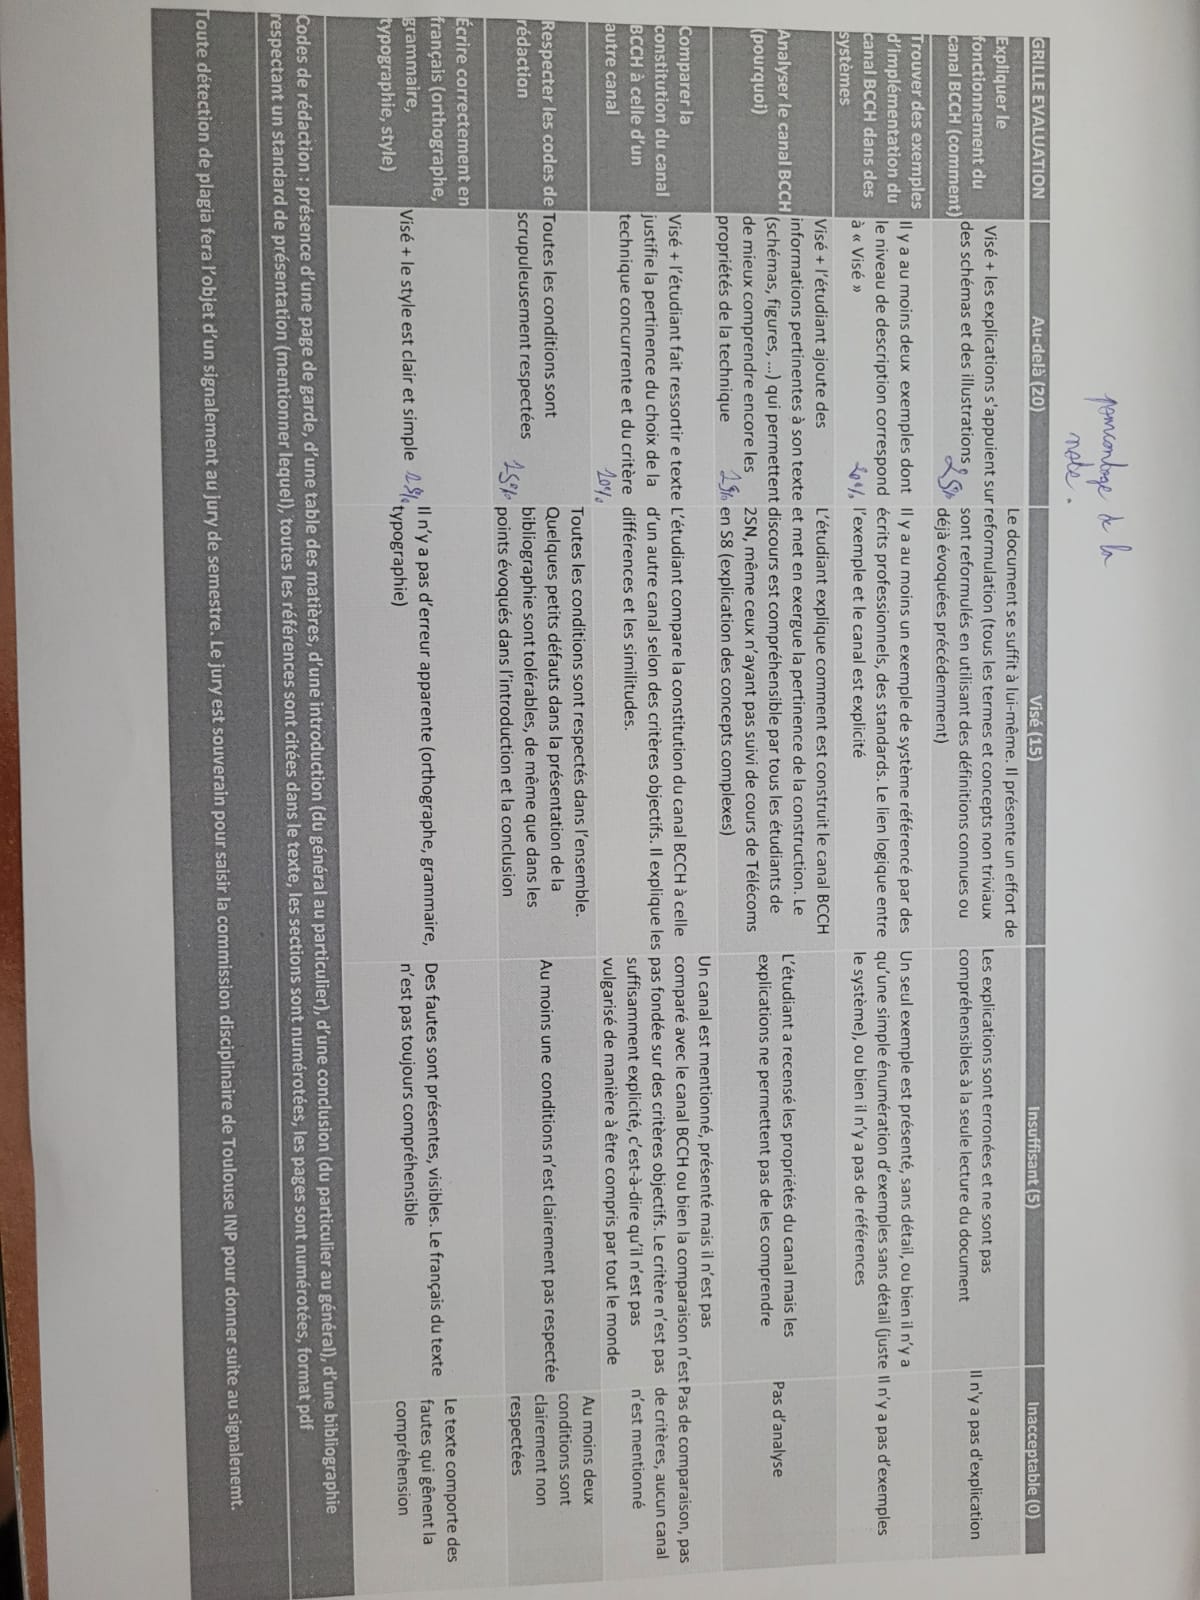 pourcentage de la
note.
GRILLE EVALUATION
Au-delà (20)
Visé (15)
Insuffisant (5)
Inacceptable (0)
Expliquer le
fonctionnement du
canal BCCH (comment)
Visé + les explications s'appuient sur
des schémas et des illustrations
25%
Le document se suffit à lui-même. Il présente un effort de
reformulation (tous les termes et concepts non triviaux
sont reformulés en utilisant des définitions connues ou
déjà évoquées précédemment)
Les explications sont erronées et ne sont pas
compréhensibles à la seule lecture du document
Il n'y a pas d'explication
Trouver des exemples
d'implémentation du
canal BCCH dans des
systèmes
Il y a au moins deux exemples dont
le niveau de description correspond
à « Visé »
20%
Il y a au moins un exemple de système référencé par des
écrits professionnels, des standards. Le lien logique entre
l'exemple et le canal est explicité
Un seul exemple est présenté, sans détail, ou bien il n'y a
qu'une simple énumération d'exemples sans détail (juste
le système), ou bien il n'y a pas de références
Il n'y a pas d'exemples
Analyser le canal BCCH
(pourquoi)
Visé + l'étudiant ajoute des
informations pertinentes à son texte
(schémas, figures, …) qui permettent
de mieux comprendre encore les
propriétés de la technique
L'étudiant explique comment est construit le canal BCCH
et met en exergue la pertinence de la construction. Le
discours est compréhensible par tous les étudiants de
2SN, même ceux n'ayant pas suivi de cours de Télécoms
en S8 (explication des concepts complexes)
L'étudiant a recensé les propriétés du canal mais les
explications ne permettent pas de les comprendre
Pas d'analyse
Comparer la
constitution du canal
BCCH à celle d'un
autre canal
Visé + l'étudiant fait ressortir e texte
justifie la pertinence du choix de la
technique concurrente et du critère
L'étudiant compare la constitution du canal BCCH à celle
d'un autre canal selon des critères objectifs. Il explique les
différences et les similitudes.
Un canal est mentionné, présenté mais il n'est pas
comparé avec le canal BCCH ou bien la comparaison n'est
pas fondée sur des critères objectifs. Le critère n'est pas
suffisamment explicité, c'est-à-dire qu'il n'est pas
vulgarisé de manière à être compris par tout le monde
Pas de comparaison, pas
de critères, aucun canal
n'est mentionné
Respecter les codes de
rédaction
Toutes les conditions sont
scrupuleusement respectées
15%
Toutes les conditions sont respectés dans l'ensemble.
Quelques petits défauts dans la présentation de la
bibliographie sont tolérables, de même que dans les
points évoqués dans l'introduction et la conclusion
Au moins une conditions n'est clairement pas respectée
Au moins deux
conditions sont
clairement non
respectées
Écrire correctement en
français (orthographe,
grammaire,
typographie, style)
Visé + le style est clair et simple
Il n'y a pas d'erreur apparente (orthographe, grammaire,
typographie)
Des fautes sont présentes, visibles. Le français du texte
n'est pas toujours compréhensible
Le texte comporte des
fautes qui gênent la
compréhension
Codes de rédaction : présence d'une page de garde, d'une table des matières, d'une introduction (du général au particulier), d'une conclusion (du particulier au général), d'une bibliographie
respectant un standard de présentation (mentionner lequel), toutes les références sont citées dans le texte, les sections sont numérotées, les pages sont numérotées, format pdf
Toute détection de plagia fera l'objet d'un signalement au jury de semestre. Le jury est souverain pour saisir la commission disciplinaire de Toulouse INP pour donner suite au signalenemt.